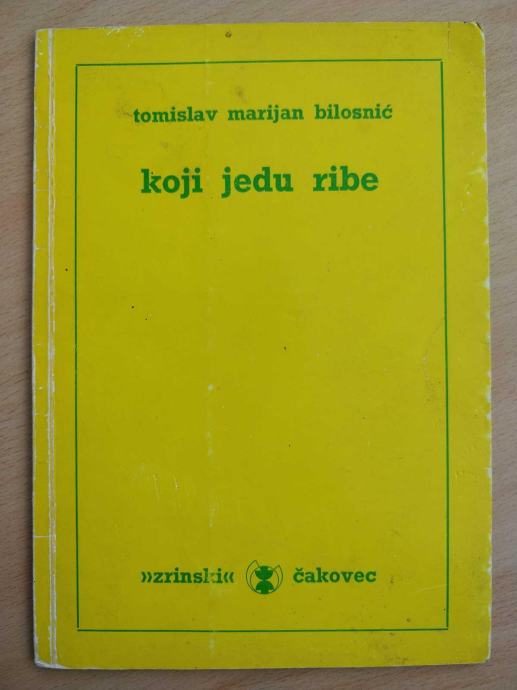 tomislav marijan bilosnić
koji jedu ribe
»zrinski« čakovec